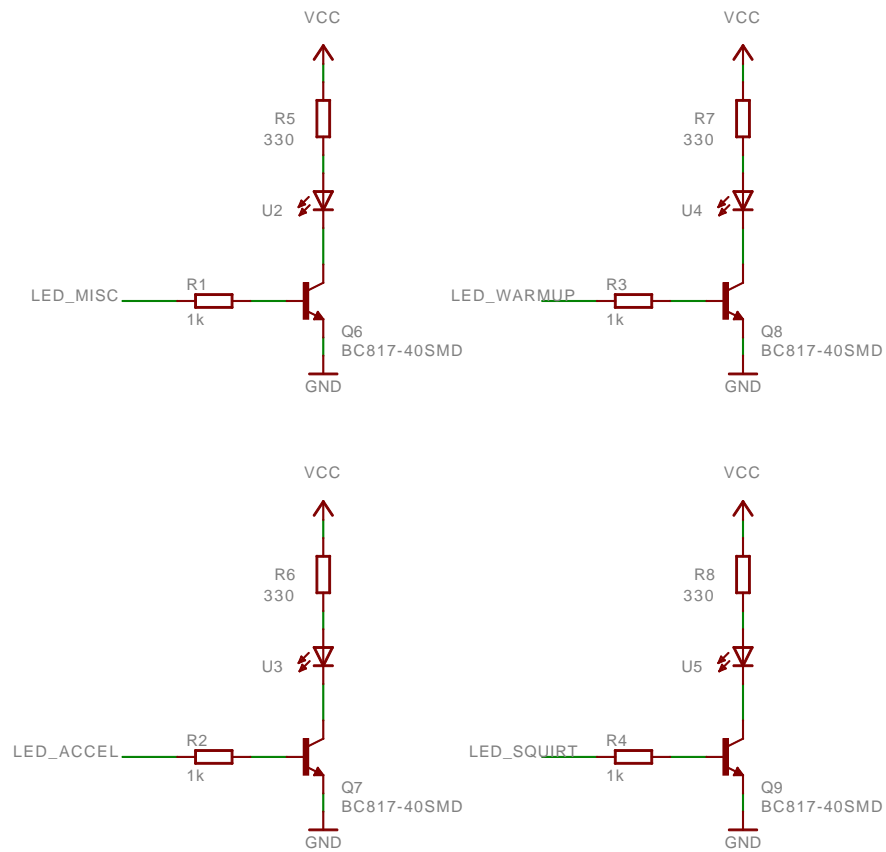 VCC
R5
330
U2
LED_MISC
R1
1k
Q6
BC817-40SMD
GND
VCC
R7
330
U4
LED_WARMUP
R3
1k
Q8
BC817-40SMD
GND
VCC
R6
330
U3
LED_ACCEL
R2
1k
Q7
BC817-40SMD
GND
VCC
R8
330
U5
LED_SQUIRT
R4
1k
Q9
BC817-40SMD
GND